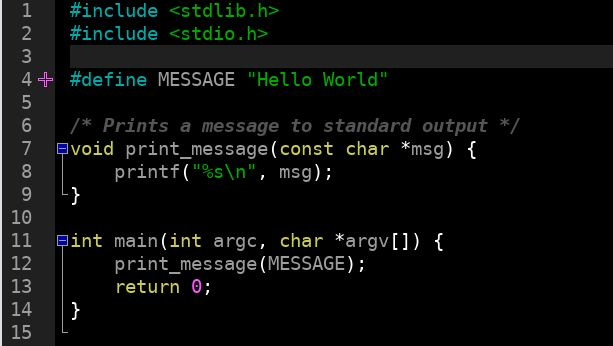 1 #include <stdlib.h>
2 #include <stdio.h>
3
4 #define MESSAGE "Hello World"
5
6 /* Prints a message to standard output */
7 void print_message(const char *msg) {
8     printf("%s\n", msg);
9 }
10
11 int main(int argc, char *argv[]) {
12     print_message(MESSAGE);
13     return 0;
14 }
15